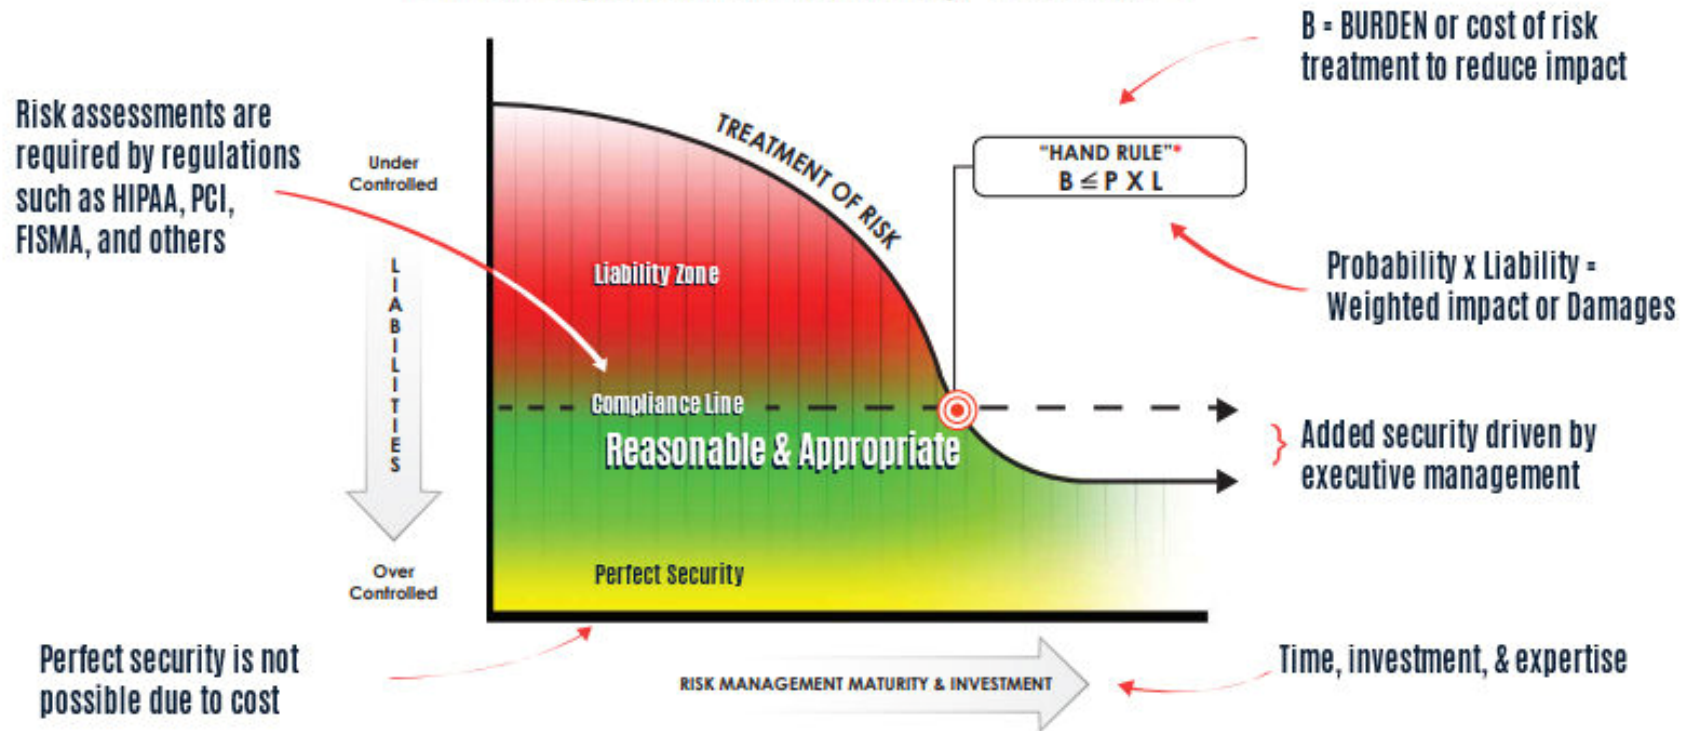 B = BURDEN or cost of risk
treatment to reduce impact
Risk assessments are
required by regulations
such as HIPAA, PCI,
FISMA, and others
Under
Controlled
TREATMENT OF RISK
"HAND RULE"*
B ≤ P X L
Probability x Liability =
Weighted impact or Damages
LIABILITIES
Liability Zone
Compliance Line
Reasonable & Appropriate
Added security driven by
executive management
Over
Controlled
Perfect Security
Perfect security is not
possible due to cost
RISK MANAGEMENT MATURITY & INVESTMENT
Time, investment, & expertise